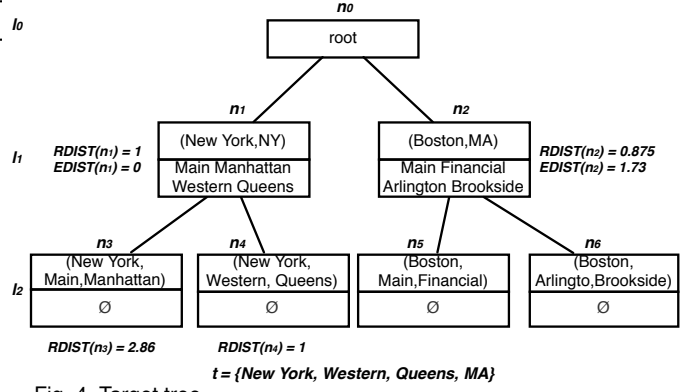 n0
l0
root
n1
n2
(New York,NY)
(Boston,MA)
l1
RDIST(n1) = 1
EDIST(n1) = 0
Main Manhattan
Western Queens
Main Financial
Arlington Brookside
RDIST(n2) = 0.875
EDIST(n2) = 1.73
n3
n4
n5
n6
(New York,
Main,Manhattan)
(New York,
Western, Queens)
(Boston,
Main,Financial)
(Boston,
Arlingto,Brookside)
l2
Ø
Ø
Ø
Ø
RDIST(n3) = 2.86
RDIST(n4) = 1
t = {New York, Western, Queens, MA}
Fig. 4. Target tree